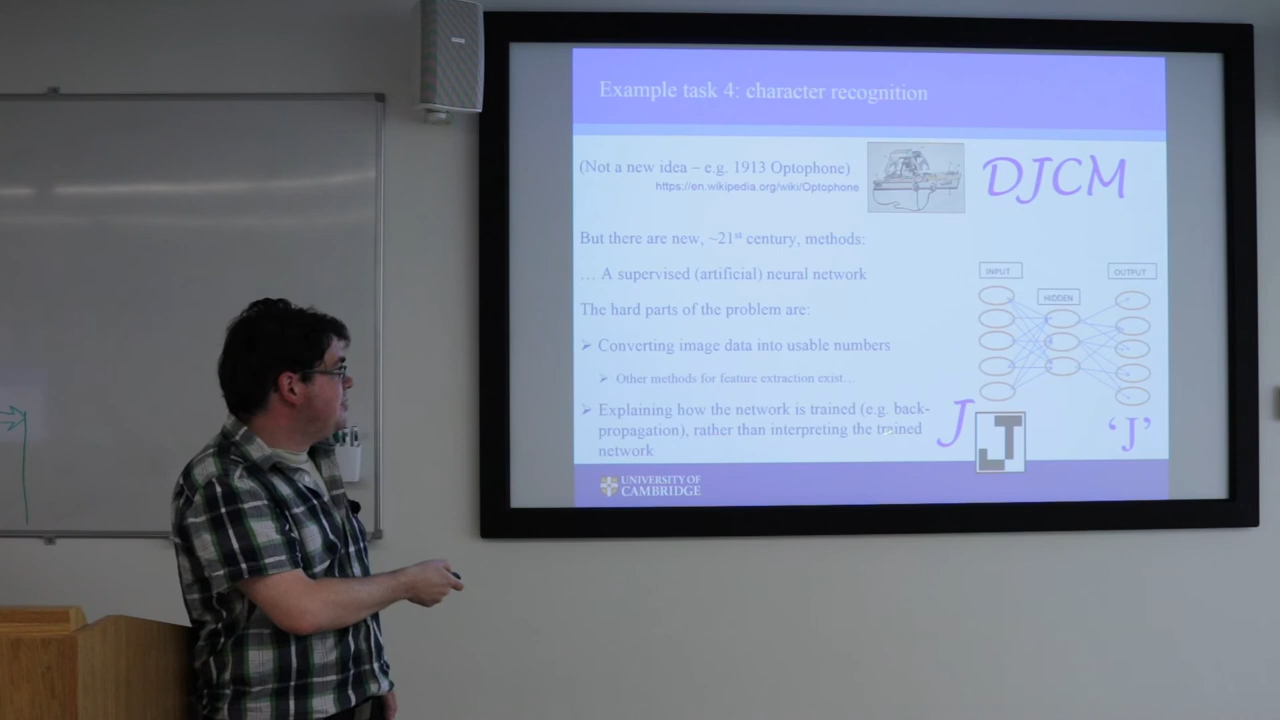 Example task 4: character recognition
(Not a new idea – e.g. 1913 Optophone)
https://en.wikipedia.org/wiki/Optophone
DJCM
But there are new, ~21st century, methods:
… A supervised (artificial) neural network
The hard parts of the problem are:
➢ Converting image data into usable numbers
➢ Other methods for feature extraction exist…
➢ Explaining how the network is trained (e.g. back-
propagation), rather than interpreting the trained
network
INPUT
HIDDEN
OUTPUT
J
J
‘J’
UNIVERSITY OF
CAMBRIDGE